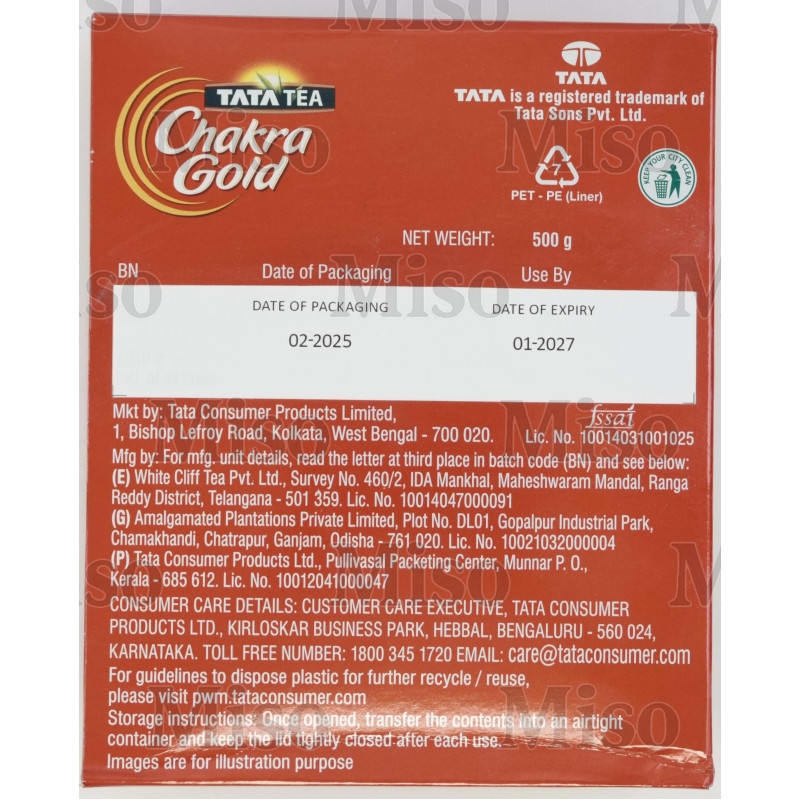 TATA TEA
Chakra
Gold
TATA
TATA is a registered trademark of
Tata Sons Pvt. Ltd.
7
PET - PE (Liner)
KEEP YOUR CITY CLEAN
NET WEIGHT: 500 g
BN Date of Packaging Use By
DATE OF PACKAGING DATE OF EXPIRY
02-2025 01-2027
Mkt by: Tata Consumer Products Limited,
1, Bishop Lefroy Road, Kolkata, West Bengal - 700 020.
fssai
Lic. No. 10014031001025
Mfg by: For mfg. unit details, read the letter at third place in batch code (BN) and see below:
(E) White Cliff Tea Pvt. Ltd., Survey No. 460/2, IDA Mankhal, Maheshwaram Mandal, Ranga
Reddy District, Telangana - 501 359. Lic. No. 10014047000091
(G) Amalgamated Plantations Private Limited, Plot No. DL01, Gopalpur Industrial Park,
Chamakhandi, Chatrapur, Ganjam, Odisha - 761 020. Lic. No. 10021032000004
(P) Tata Consumer Products Ltd., Pullivasal Packeting Center, Munnar P. O.,
Kerala - 685 612. Lic. No. 10012041000047
CONSUMER CARE DETAILS: CUSTOMER CARE EXECUTIVE, TATA CONSUMER
PRODUCTS LTD., KIRLOSKAR BUSINESS PARK, HEBBAL, BENGALURU - 560 024,
KARNATAKA. TOLL FREE NUMBER: 1800 345 1720 EMAIL: care@tataconsumer.com
For guidelines to dispose plastic for further recycle / reuse,
please visit pwm.tataconsumer.com
Storage instructions: Once opened, transfer the contents into an airtight
container and keep the lid tightly closed after each use.
Images are for illustration purpose
Miso